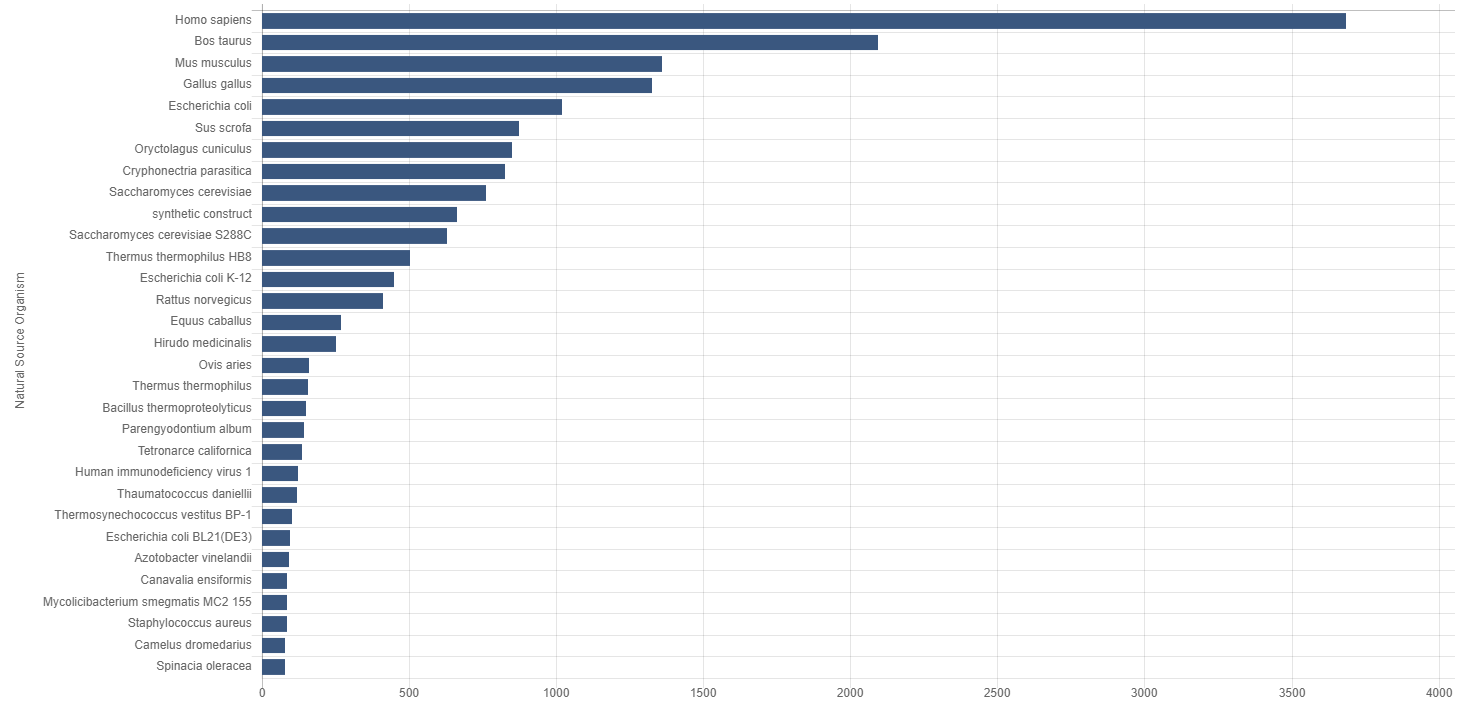 Natural Source Organism
Homo sapiens
Bos taurus
Mus musculus
Gallus gallus
Escherichia coli
Sus scrofa
Oryctolagus cuniculus
Cryphonectria parasitica
Saccharomyces cerevisiae
synthetic construct
Saccharomyces cerevisiae S288C
Thermus thermophilus HB8
Escherichia coli K-12
Rattus norvegicus
Equus caballus
Hirudo medicinalis
Ovis aries
Thermus thermophilus
Bacillus thermoproteolyticus
Parengyodontium album
Tetronarce californica
Human immunodeficiency virus 1
Thaumatococcus daniellii
Thermosynechococcus vestitus BP-1
Escherichia coli BL21(DE3)
Azotobacter vinelandii
Canavalia ensiformis
Mycolicibacterium smegmatis MC2 155
Staphylococcus aureus
Camelus dromedarius
Spinacia oleracea
0 500 1000 1500 2000 2500 3000 3500 4000